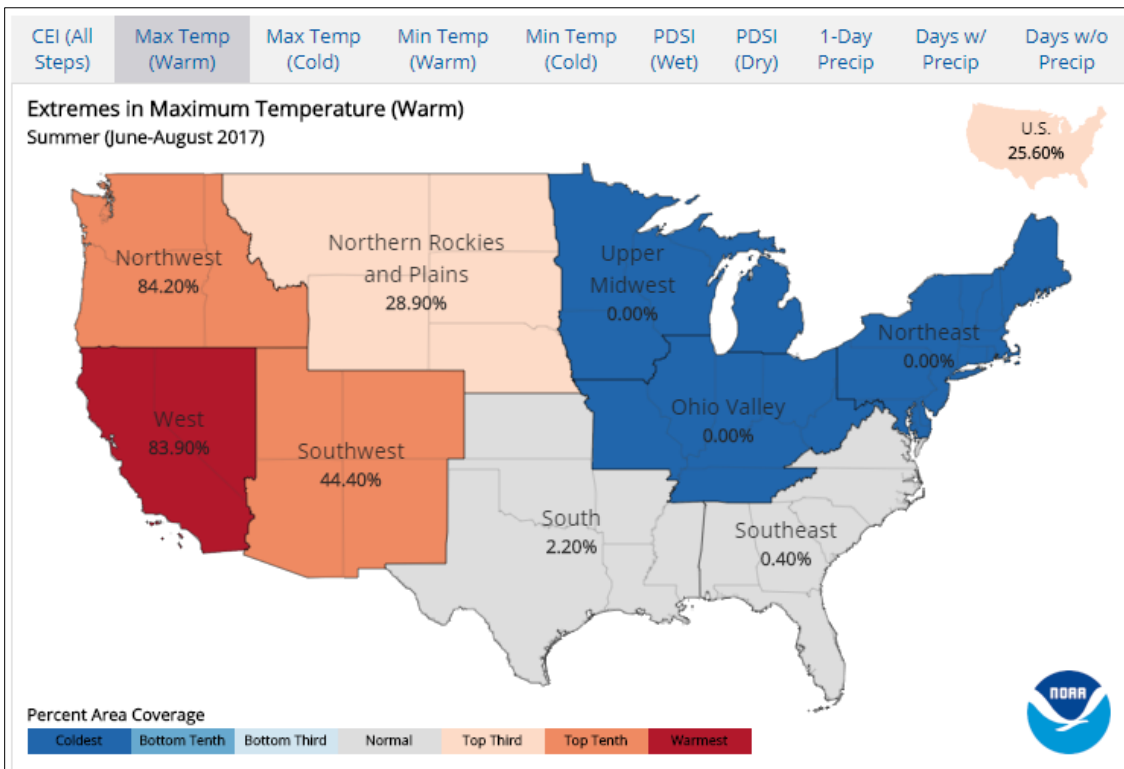 CEI (All Steps)
Max Temp (Warm)
Max Temp (Cold)
Min Temp (Warm)
Min Temp (Cold)
PDSI (Wet)
PDSI (Dry)
1-Day Precip
Days w/ Precip
Days w/o Precip
Extremes in Maximum Temperature (Warm)
Summer (June-August 2017)
U.S.
25.60%
Northwest
84.20%
Northern Rockies
and Plains
28.90%
Upper
Midwest
0.00%
Northeast
0.00%
West
83.90%
Southwest
44.40%
Ohio Valley
0.00%
South
2.20%
Southeast
0.40%
NOAA
Percent Area Coverage
Coldest
Bottom Tenth
Bottom Third
Normal
Top Third
Top Tenth
Warmest